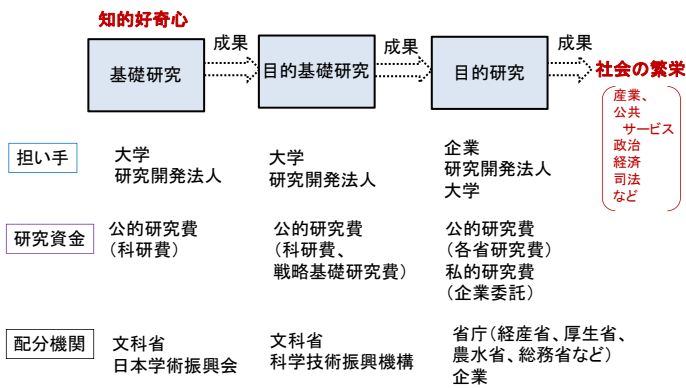 知的好奇心
基礎研究
成果
目的基礎研究
成果
目的研究
成果
社会の繁栄
産業、
公共
サービス
政治
経済
司法
など
担い手
大学
研究開発法人
大学
研究開発法人
企業
研究開発法人
大学
研究資金
公的研究費
（科研費）
公的研究費
（科研費、
戦略基礎研究費）
公的研究費
（各省研究費）
私的研究費
（企業委託）
配分機関
文科省
日本学術振興会
文科省
科学技術振興機構
省庁（経産省、厚生省、
農水省、総務省など）
企業